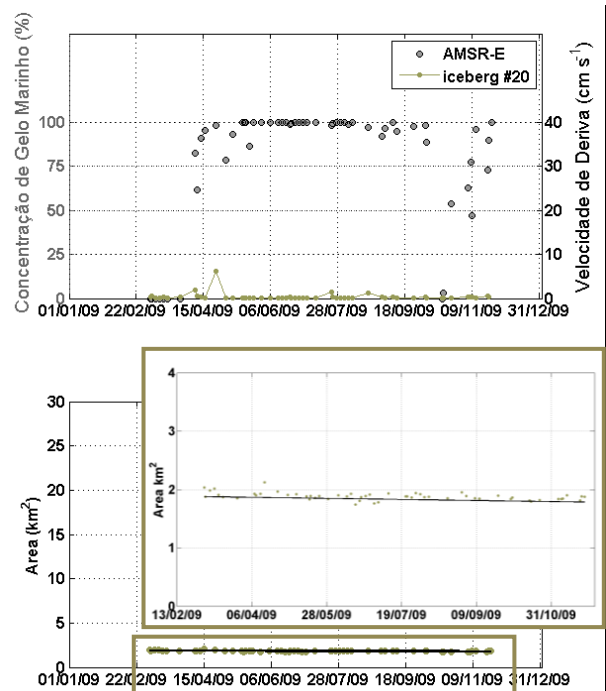 Concentração de Gelo Marinho (%)
Velocidade de Deriva (cm s⁻¹)
AMSR-E
iceberg #20
100
75
50
25
0
40
30
20
10
0
01/01/09 22/02/09 15/04/09 06/06/09 28/07/09 18/09/09 09/11/09 31/12/09
Area (km²)
30
25
20
15
10
5
0
Area km²
4
3
2
1
0
13/02/09 06/04/09 28/05/09 19/07/09 09/09/09 31/10/09
01/01/09 22/02/09 15/04/09 06/06/09 28/07/09 18/09/09 09/11/09 31/12/09